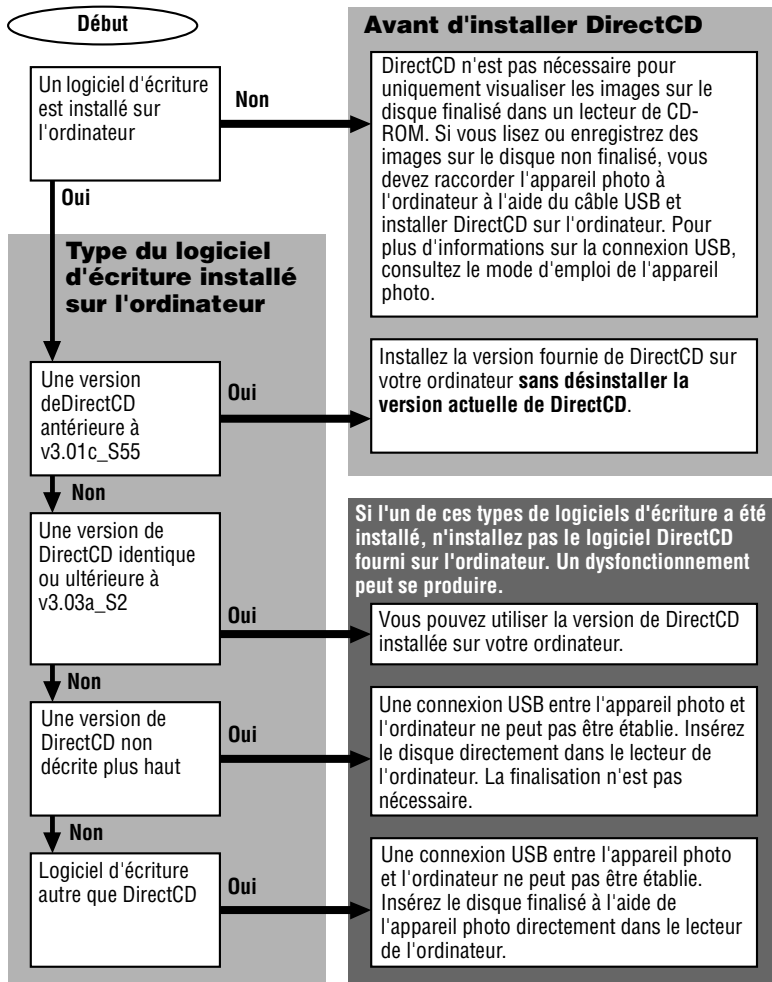 Début
Avant d'installer DirectCD
Un logiciel d'écriture
est installé sur
l'ordinateur
Non
DirectCD n'est pas nécessaire pour
uniquement visualiser les images sur le
disque finalisé dans un lecteur de CD-
ROM. Si vous lisez ou enregistrez des
images sur le disque non finalisé, vous
devez raccorder l'appareil photo à
l'ordinateur à l'aide du câble USB et
installer DirectCD sur l'ordinateur. Pour
plus d'informations sur la connexion USB,
consultez le mode d'emploi de l'appareil
photo.
Oui
Type du logiciel
d'écriture installé
sur l'ordinateur
Une version
deDirectCD
antérieure à
v3.01c_S55
Oui
Installez la version fournie de DirectCD sur
votre ordinateur sans désinstaller la
version actuelle de DirectCD.
Non
Si l'un de ces types de logiciels d'écriture a été
installé, n'installez pas le logiciel DirectCD
fourni sur l'ordinateur. Un dysfonctionnement
peut se produire.
Une version de
DirectCD identique
ou ultérieure à
v3.03a_S2
Oui
Vous pouvez utiliser la version de DirectCD
installée sur votre ordinateur.
Non
Une version de
DirectCD non
décrite plus haut
Oui
Une connexion USB entre l'appareil photo et
l'ordinateur ne peut pas être établie. Insérez
le disque directement dans le lecteur de
l'ordinateur. La finalisation n'est pas
nécessaire.
Non
Logiciel d'écriture
autre que DirectCD
Oui
Une connexion USB entre l'appareil photo
et l'ordinateur ne peut pas être établie.
Insérez le disque finalisé à l'aide de
l'appareil photo directement dans le lecteur
de l'ordinateur.